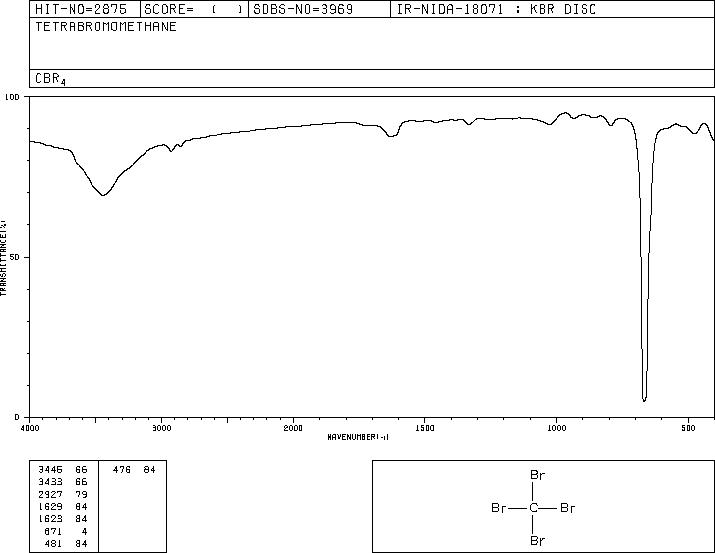 HIT-NO=2875 SCORE= ( ) SDBS-NO=3969 IR-NIDA-18071 : KBR DISC
TETRABROMOMETHANE
CBR4
100
50
0
TRANSMITTANCE(%)
4000 3000 2000 1500 1000 500
WAVENUMBER(-1)
3446 66 476 84
3433 66
2927 79
1629 84
1623 84
671 4
481 84
Br
Br C Br
Br